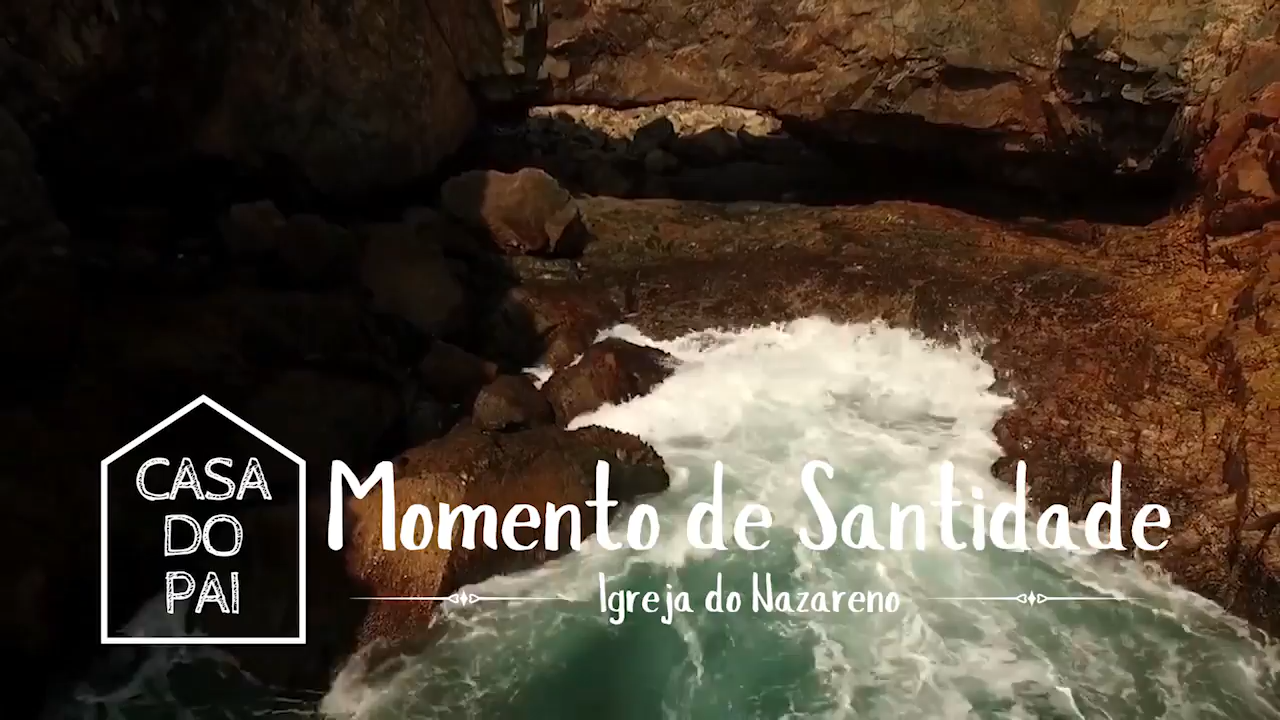 CASA
DO
PAI
Momento de Santidade
Igreja do Nazareno